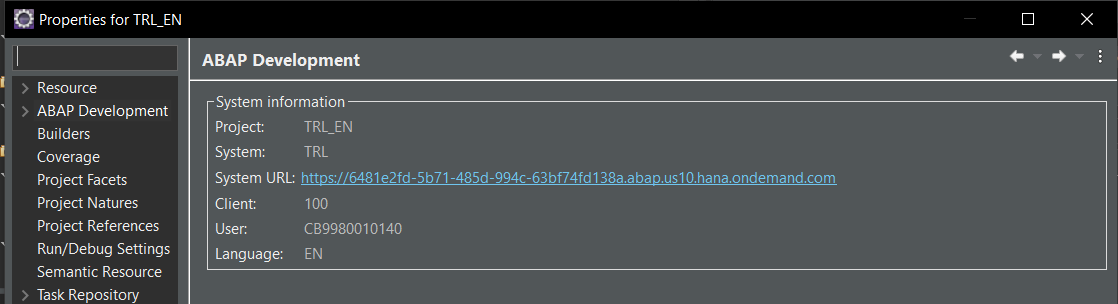 Properties for TRL_EN
ABAP Development
Resource
ABAP Development
Builders
Coverage
Project Facets
Project Natures
Project References
Run/Debug Settings
Semantic Resource
Task Repository
System information
Project: TRL_EN
System: TRL
System URL: https://6481e2fd-5b71-485d-994c-63bf74fd138a.abap.us10.hana.ondemand.com
Client: 100
User: CB9980010140
Language: EN